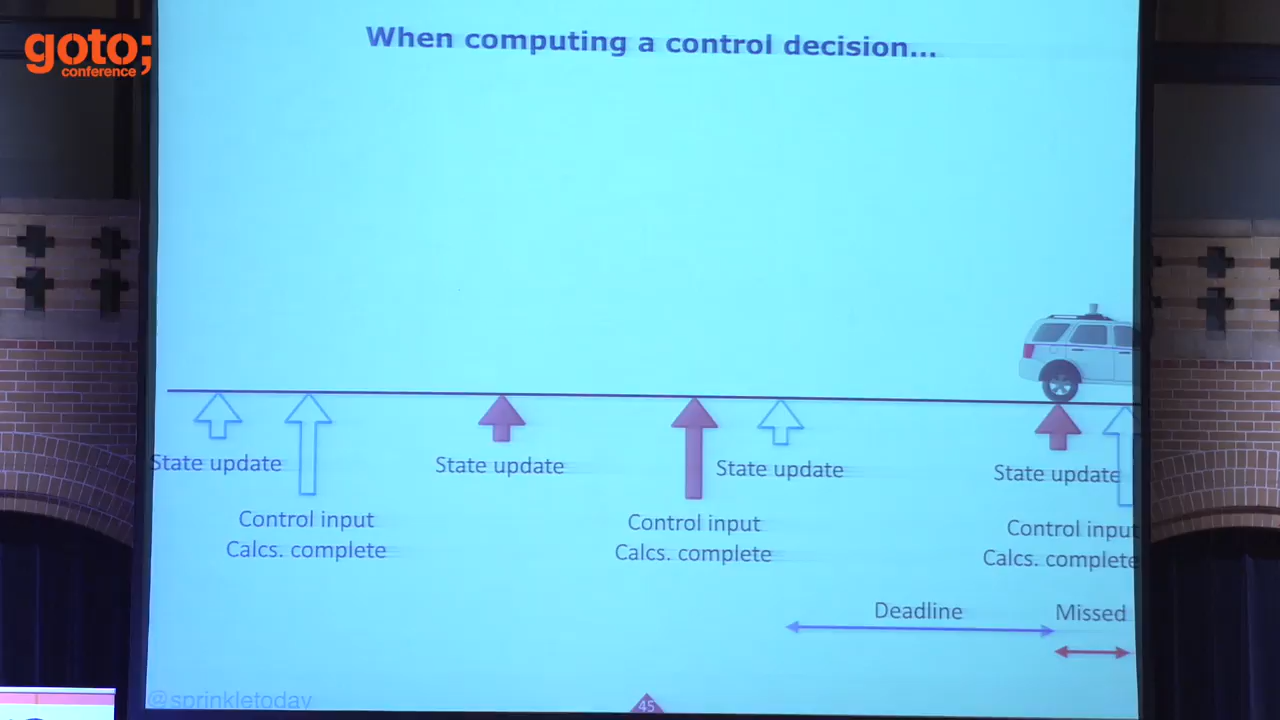 goto;
conference
When computing a control decision...
State update
State update
State update
State update
Control input
Calcs. complete
Control input
Calcs. complete
Control input
Calcs. complete
Deadline
Missed
@sprinkletoday
45